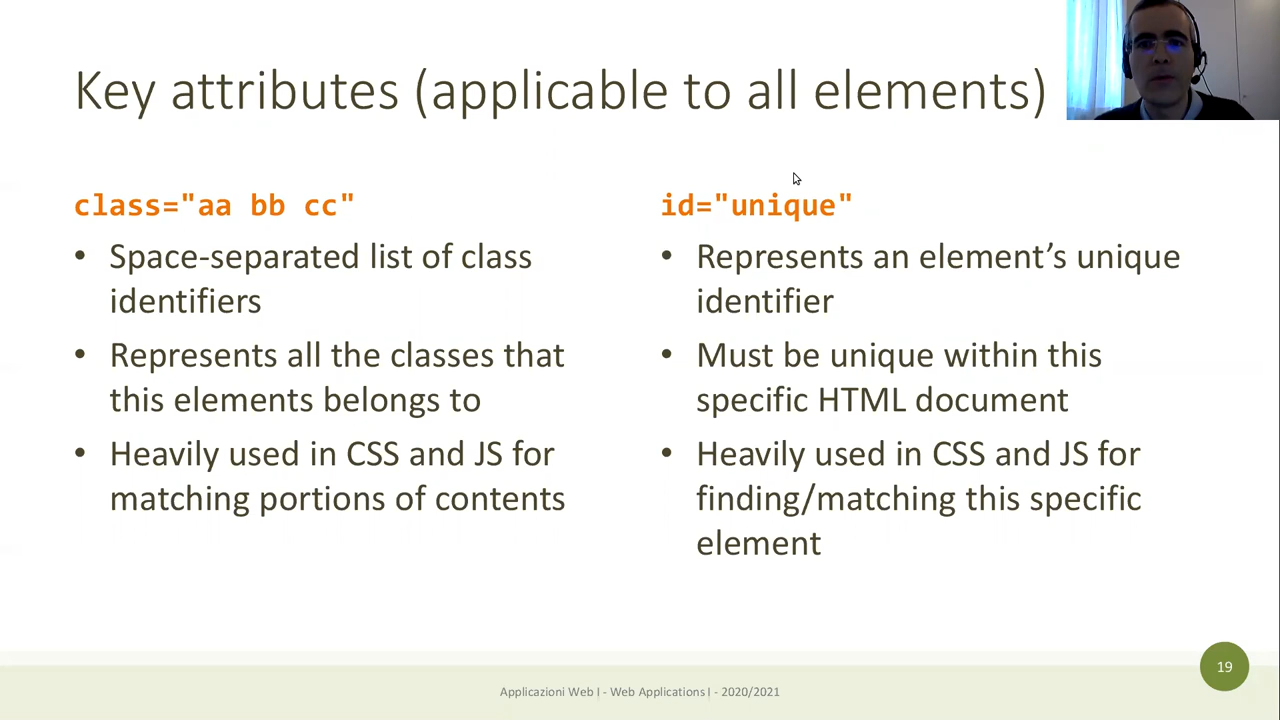 Key attributes (applicable to all elements)
class="aa bb cc"
• Space-separated list of class
identifiers
• Represents all the classes that
this elements belongs to
• Heavily used in CSS and JS for
matching portions of contents
id="unique"
• Represents an element’s unique
identifier
• Must be unique within this
specific HTML document
• Heavily used in CSS and JS for
finding/matching this specific
element
Applicazioni Web I - Web Applications I - 2020/2021
19